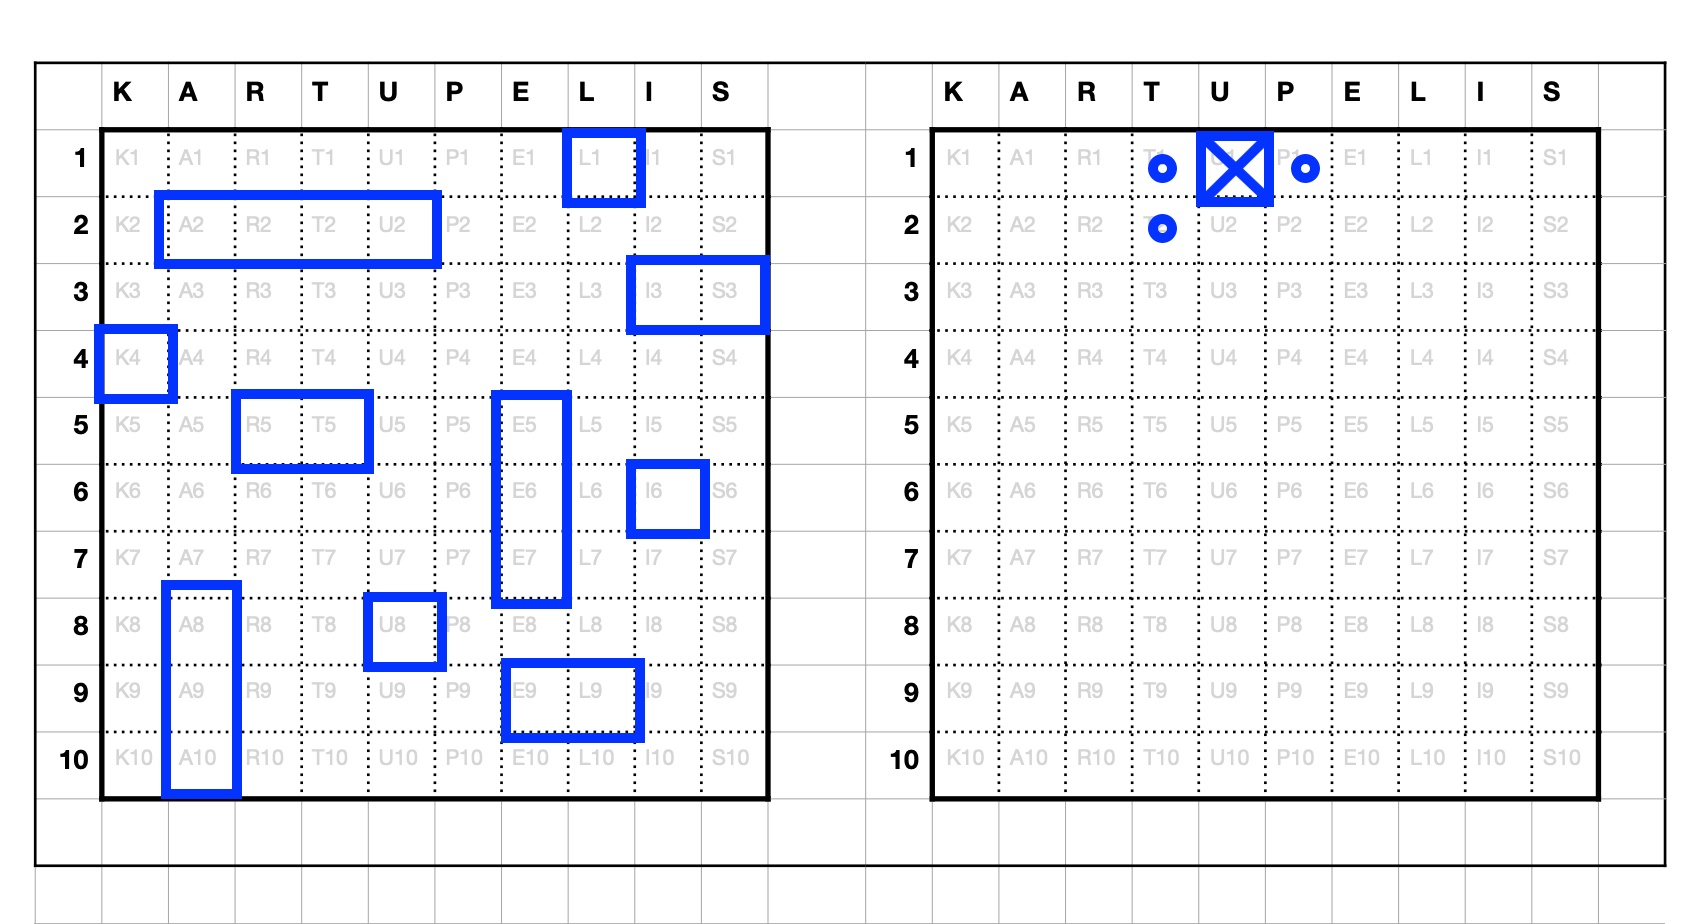 K A R T U P E L I S K A R T U P E L I S
1 K1 A1 R1 T1 U1 P1 E1 L1 I1 S1 1 K1 A1 R1 T1 U1 P1 E1 L1 I1 S1
2 K2 A2 R2 T2 U2 P2 E2 L2 I2 S2 2 K2 A2 R2 U2 P2 E2 L2 I2 S2
3 K3 A3 R3 T3 U3 P3 E3 L3 I3 S3 3 K3 A3 R3 T3 U3 P3 E3 L3 I3 S3
4 K4 A4 R4 T4 U4 P4 E4 L4 I4 S4 4 K4 A4 R4 T4 U4 P4 E4 L4 I4 S4
5 K5 A5 R5 T5 U5 P5 E5 L5 I5 S5 5 K5 A5 R5 T5 U5 P5 E5 L5 I5 S5
6 K6 A6 R6 T6 U6 P6 E6 L6 I6 S6 6 K6 A6 R6 T6 U6 P6 E6 L6 I6 S6
7 K7 A7 R7 T7 U7 P7 E7 L7 I7 S7 7 K7 A7 R7 T7 U7 P7 E7 L7 I7 S7
8 K8 A8 R8 T8 U8 P8 E8 L8 I8 S8 8 K8 A8 R8 T8 U8 P8 E8 L8 I8 S8
9 K9 A9 R9 T9 U9 P9 E9 L9 I9 S9 9 K9 A9 R9 T9 U9 P9 E9 L9 I9 S9
10 K10 A10 R10 T10 U10 P10 E10 L10 I10 S10 10 K10 A10 R10 T10 U10 P10 E10 L10 I10 S10